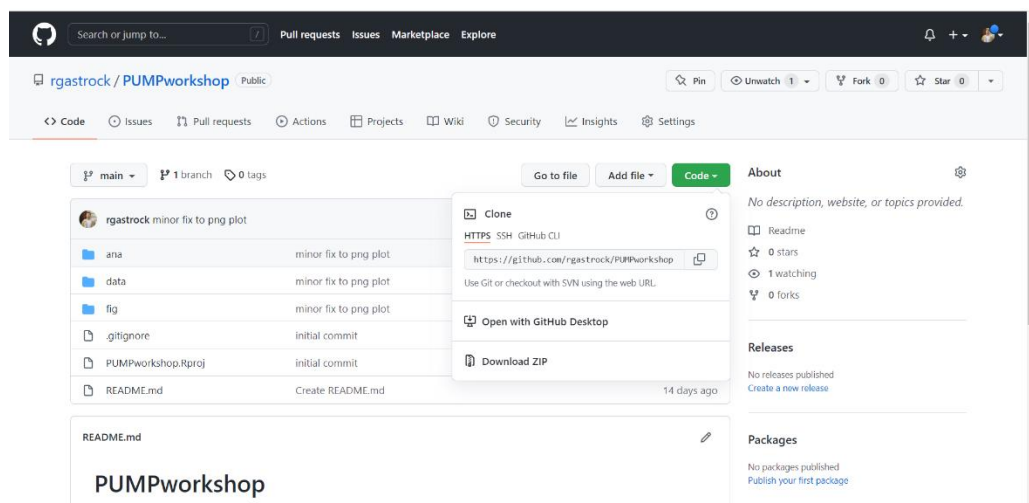 Search or jump to... / Pull requests Issues Marketplace Explore
rgastrock / PUMPworkshop Public Pin Unwatch 1 Fork 0 Star 0
Code Issues Pull requests Actions Projects Wiki Security Insights Settings
main 1 branch 0 tags Go to file Add file Code
rgastrock minor fix to png plot
ana minor fix to png plot
data minor fix to png plot
fig minor fix to png plot
.gitignore initial commit
PUMPworkshop.Rproj initial commit
README.md Create README.md 14 days ago
Clone
HTTPS SSH GitHub CLI
https://github.com/rgastrock/PUMPworkshop
Use Git or checkout with SVN using the web URL.
Open with GitHub Desktop
Download ZIP
README.md
PUMPworkshop
About
No description, website, or topics provided.
Readme
0 stars
1 watching
0 forks
Releases
No releases published
Create a new release
Packages
No packages published
Publish your first package